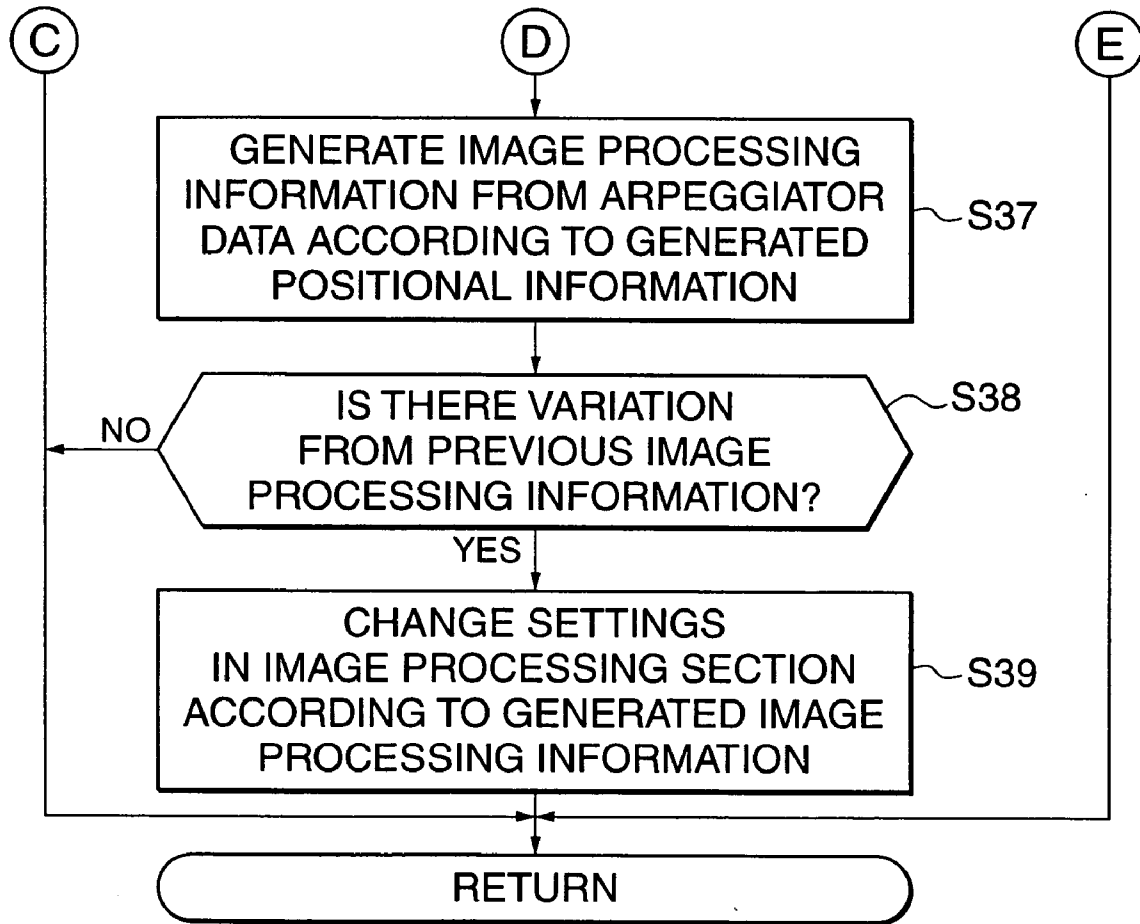 C
D
E
GENERATE IMAGE PROCESSING
INFORMATION FROM ARPEGGIATOR
DATA ACCORDING TO GENERATED
POSITIONAL INFORMATION
S37
IS THERE VARIATION
FROM PREVIOUS IMAGE
PROCESSING INFORMATION?
S38
NO
YES
CHANGE SETTINGS
IN IMAGE PROCESSING SECTION
ACCORDING TO GENERATED IMAGE
PROCESSING INFORMATION
S39
RETURN